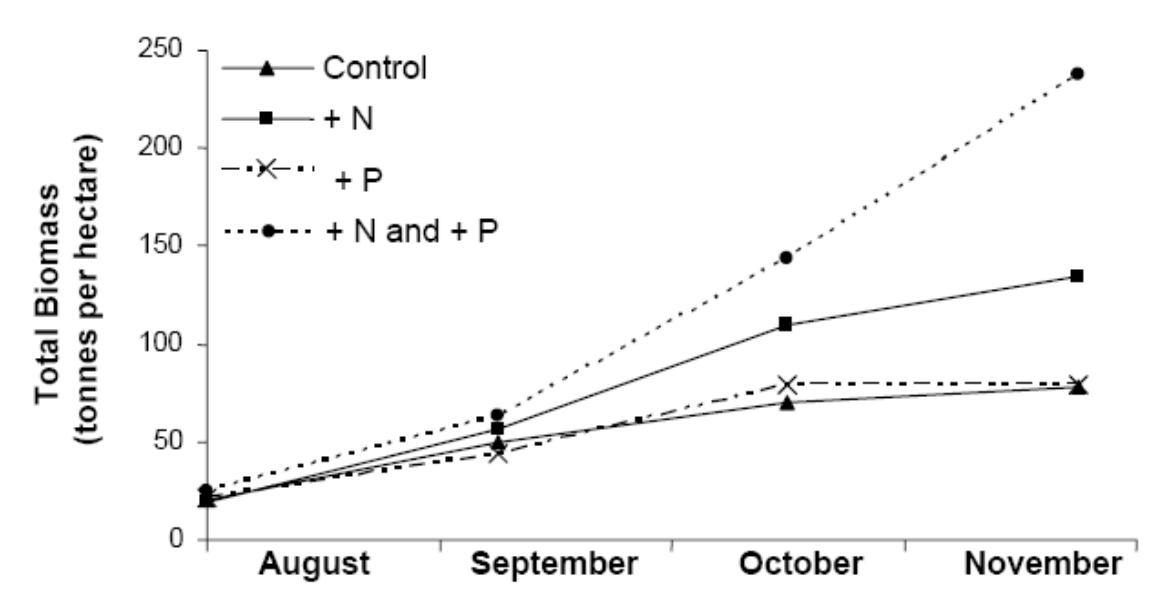 Total Biomass
(tonnes per hectare)
250
200
150
100
50
0
Control
+ N
+ P
+ N and + P
August September October November